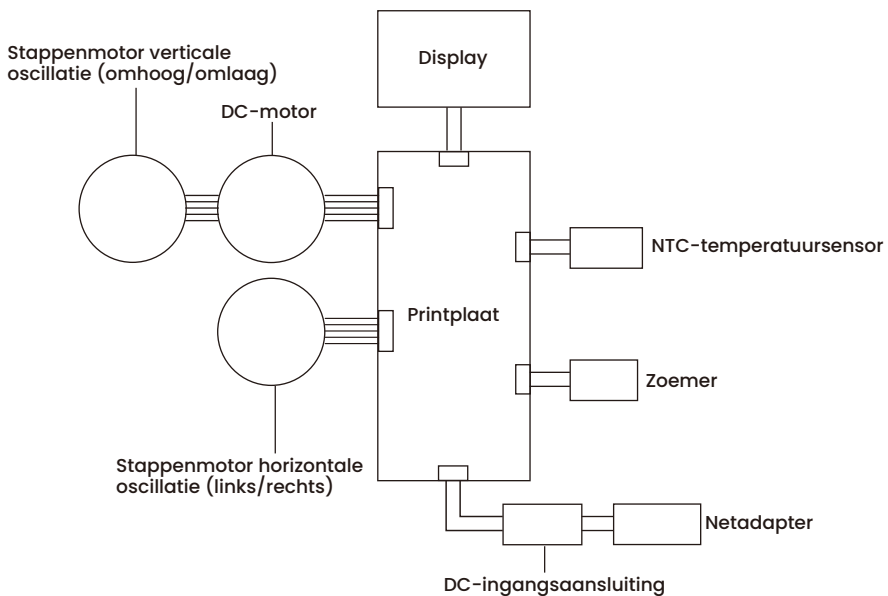 Stappenmotor verticale
oscillatie (omhoog/omlaag)
Display
DC-motor
NTC-temperatuursensor
Printplaat
Zoemer
Stappenmotor horizontale
oscillatie (links/rechts)
Netadapter
DC-ingangsaansluiting